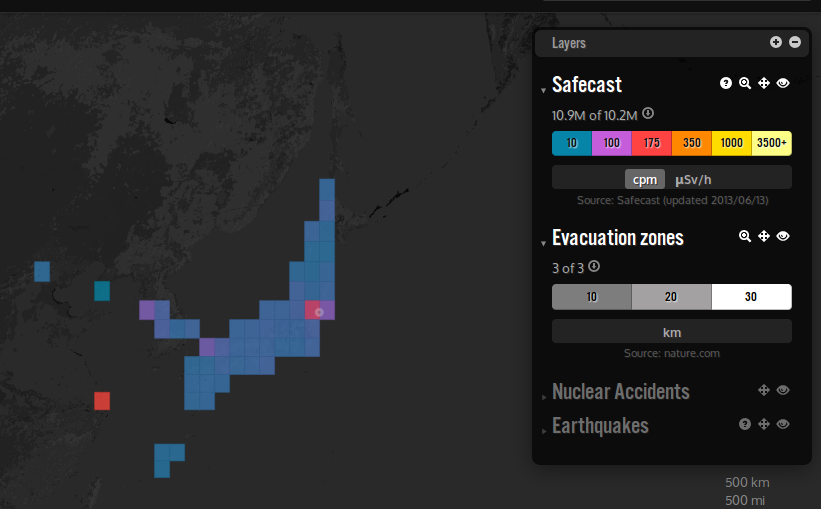 Layers
Safecast
10.9M of 10.2M
10 100 175 350 1000 3500+
cpm µSv/h
Source: Safecast (updated 2013/06/13)
Evacuation zones
3 of 3
10 20 30
km
Source: nature.com
Nuclear Accidents
Earthquakes
500 km
500 mi